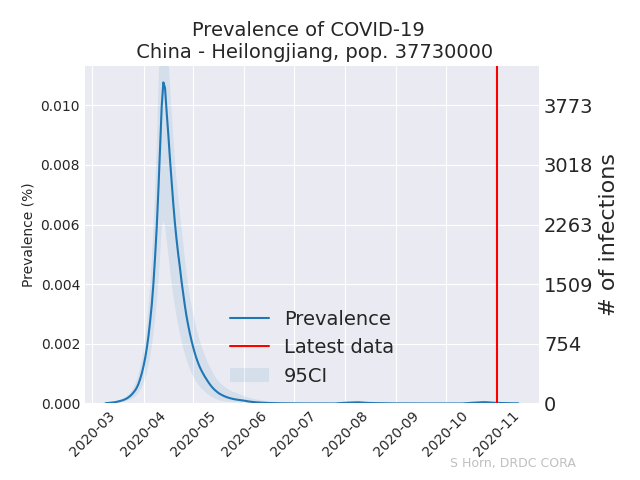 Prevalence of COVID-19
China - Heilongjiang, pop. 37730000
0.010
0.008
0.006
0.004
0.002
0.000
Prevalence (%)
3773
3018
2263
1509
754
0
# of infections
Prevalence
Latest data
95CI
2020-03
2020-04
2020-05
2020-06
2020-07
2020-08
2020-09
2020-10
2020-11
S Horn, DRDC CORA